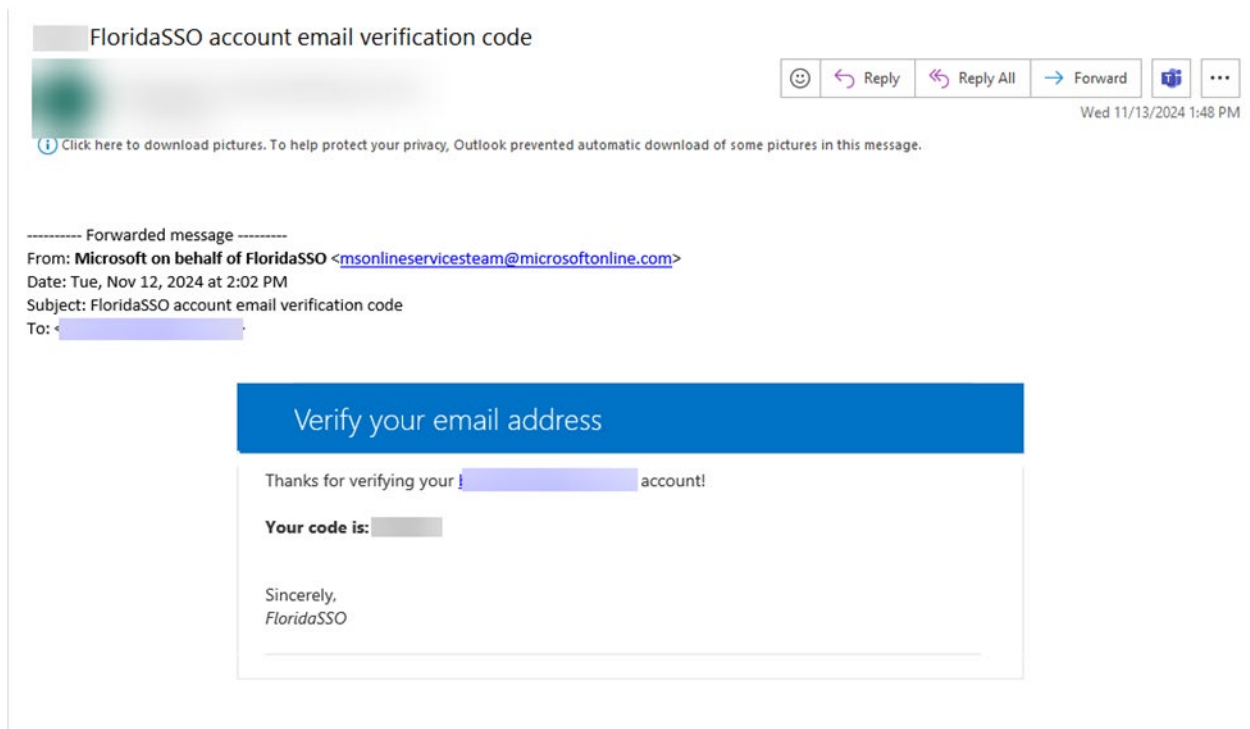 FloridaSSO account email verification code
Reply
Reply All
Forward
Wed 11/13/2024 1:48 PM
Click here to download pictures. To help protect your privacy, Outlook prevented automatic download of some pictures in this message.
---------- Forwarded message ---------
From: Microsoft on behalf of FloridaSSO <msonlineservicesteam@microsoftonline.com>
Date: Tue, Nov 12, 2024 at 2:02 PM
Subject: FloridaSSO account email verification code
To: <
Verify your email address
Thanks for verifying your account!
Your code is:
Sincerely,
FloridaSSO